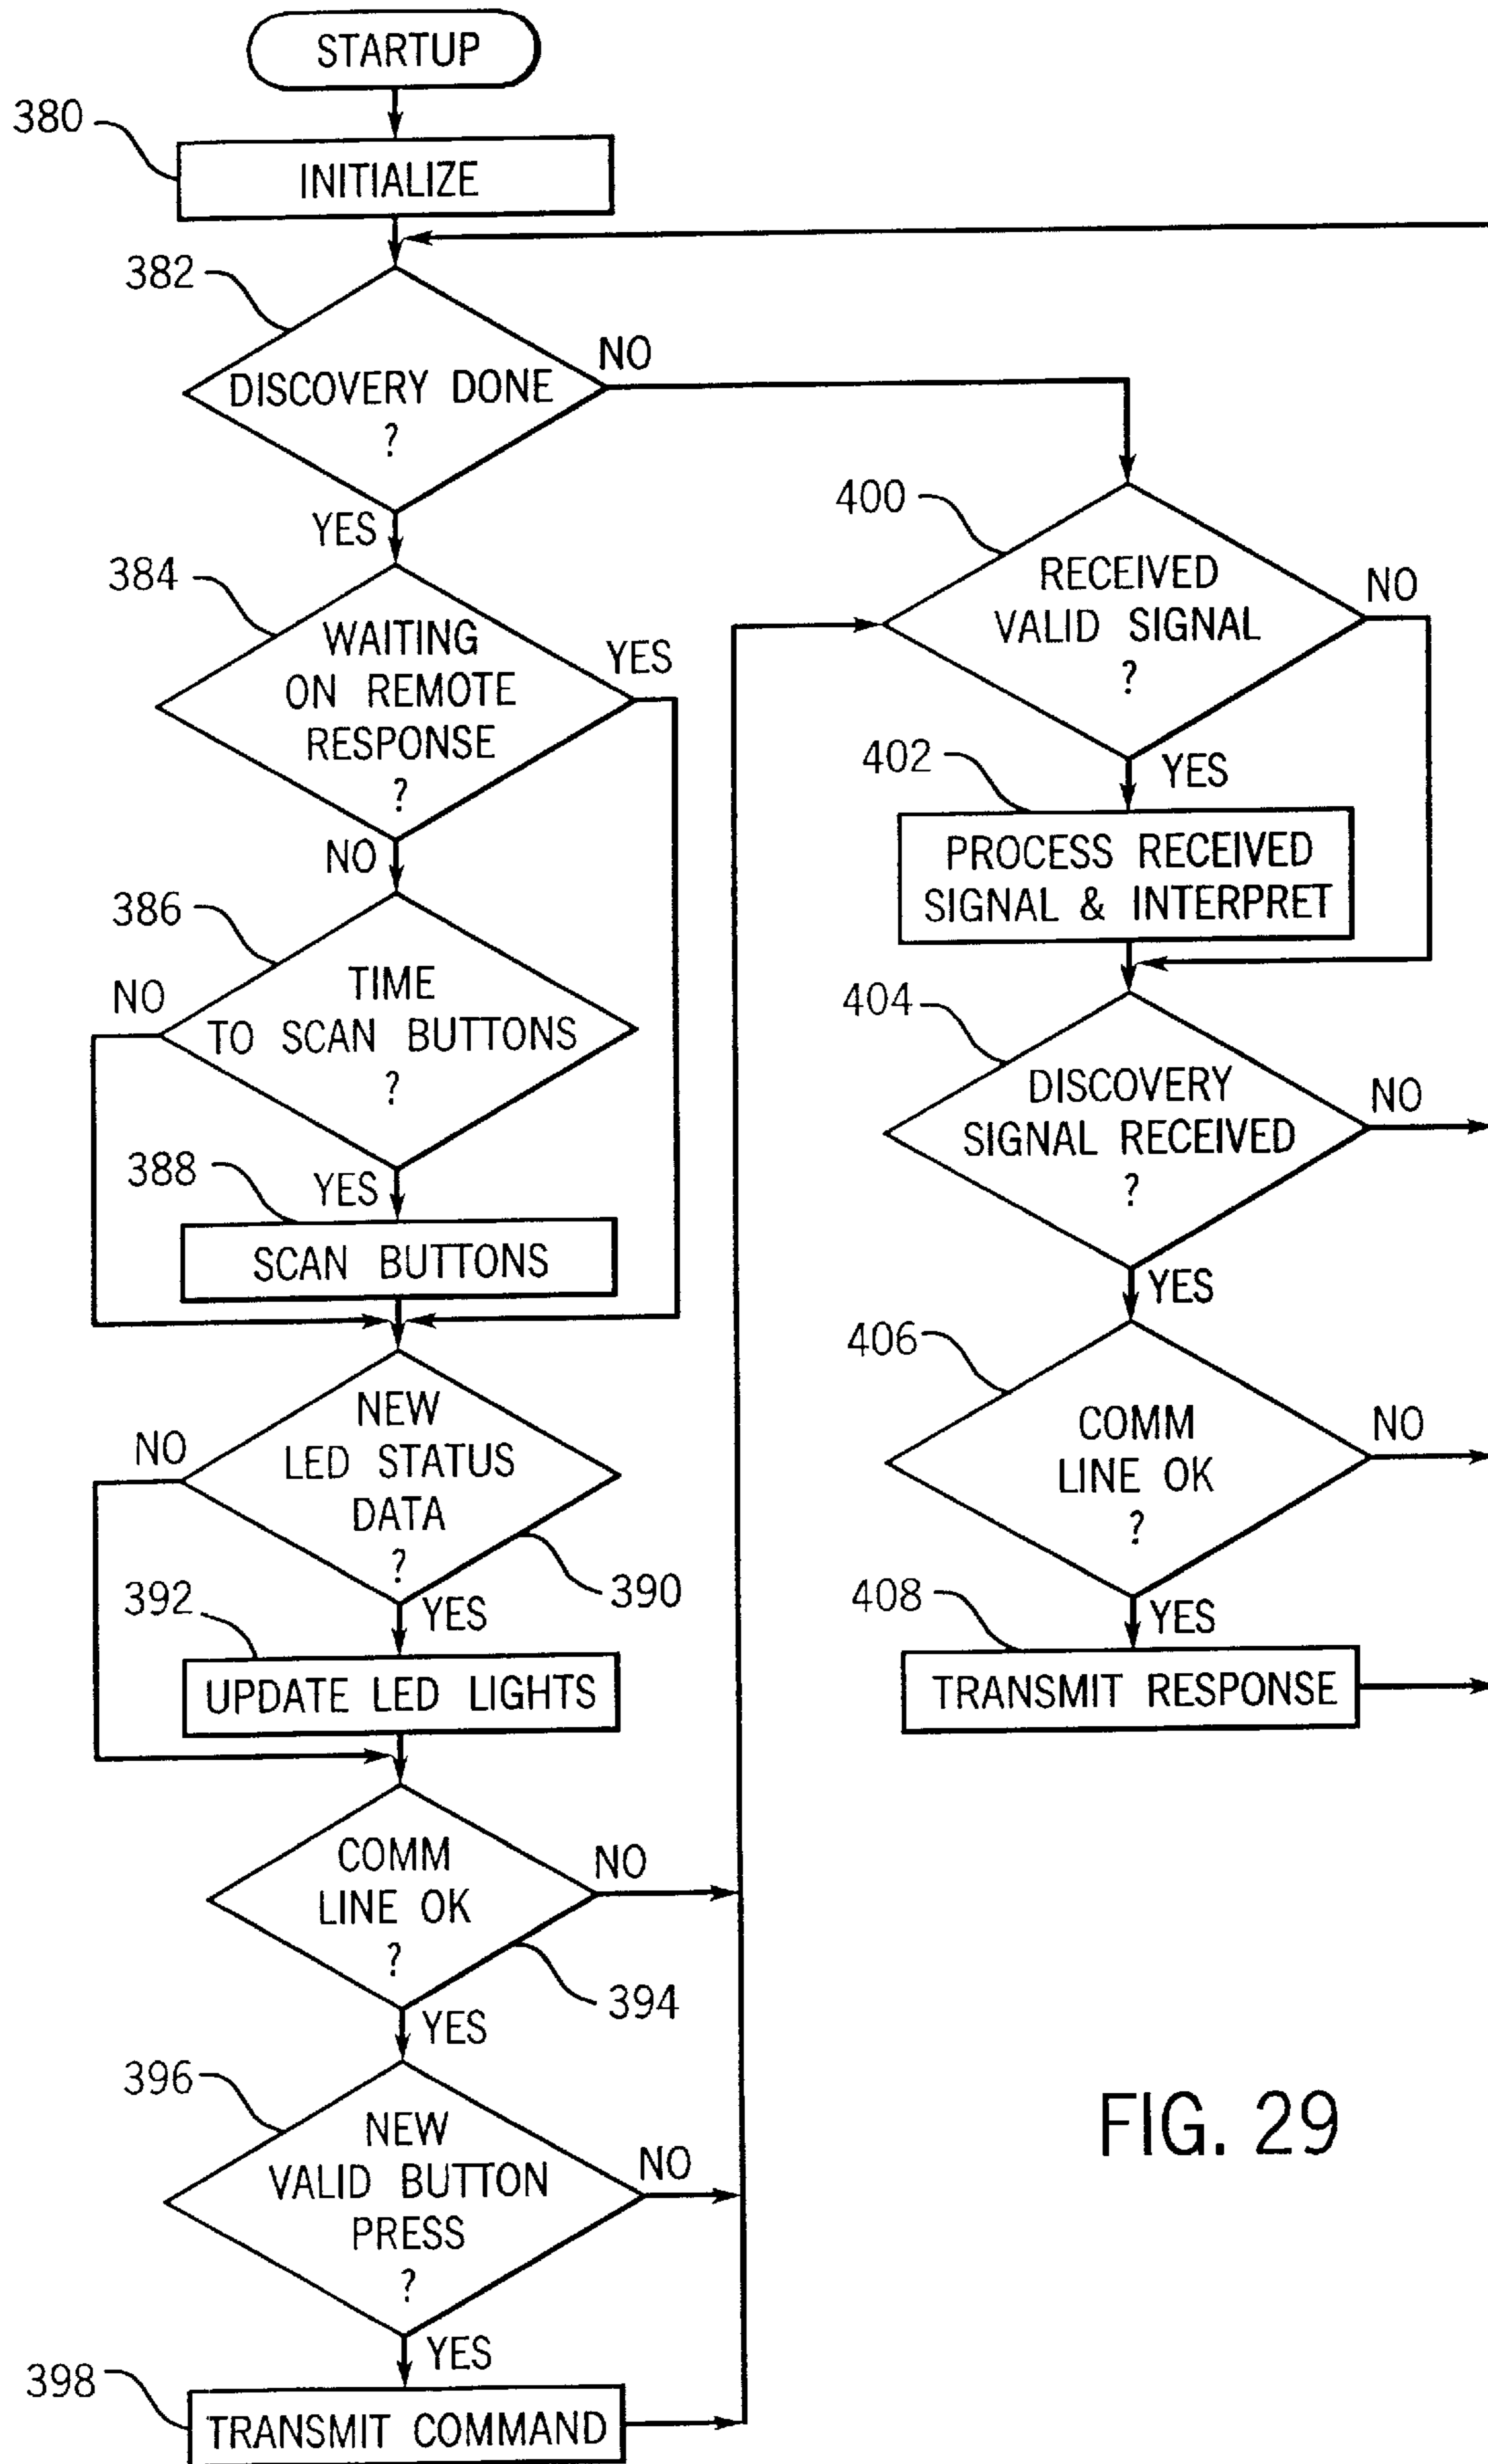 STARTUP
380
INITIALIZE
382
DISCOVERY DONE
?
NO
YES
384
WAITING
ON REMOTE
RESPONSE
?
YES
NO
386
TIME
TO SCAN BUTTONS
?
NO
YES
388
SCAN BUTTONS
NEW
LED STATUS
DATA
?
NO
390
YES
392
UPDATE LED LIGHTS
COMM
LINE OK
?
NO
394
YES
396
NEW
VALID BUTTON
PRESS
?
NO
YES
398
TRANSMIT COMMAND
400
RECEIVED
VALID SIGNAL
?
NO
YES
402
PROCESS RECEIVED
SIGNAL & INTERPRET
404
DISCOVERY
SIGNAL RECEIVED
?
NO
YES
406
COMM
LINE OK
?
NO
YES
408
TRANSMIT RESPONSE
FIG. 29